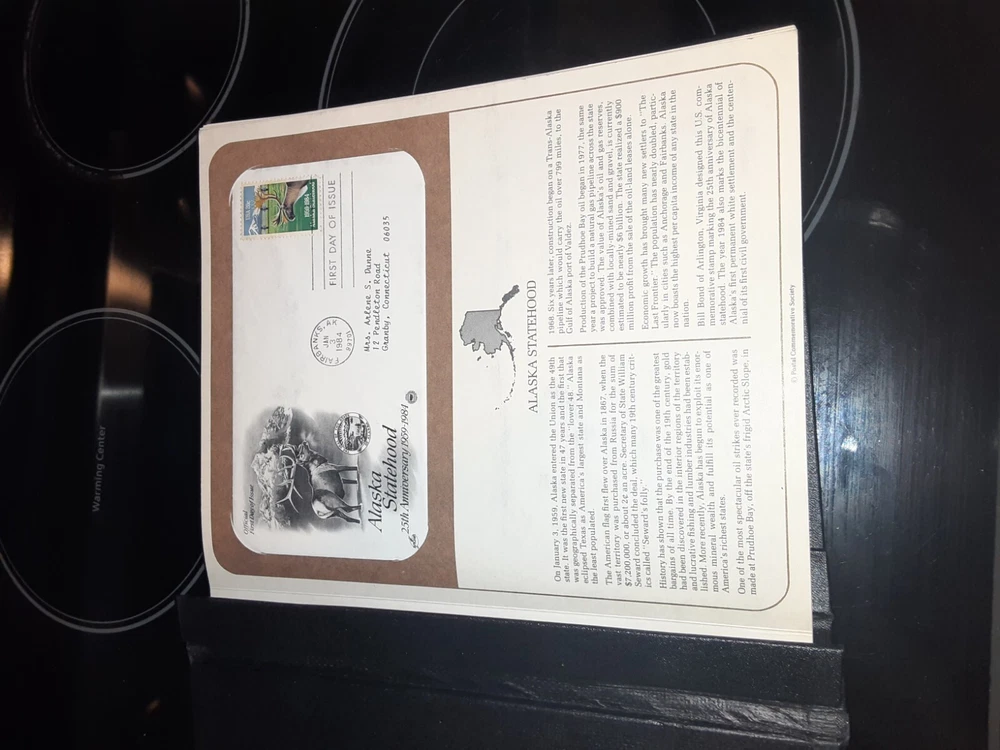 Official
First Day of Issue
Alaska
Statehood
25th Anniversary 1959-1984
FAIRBANKS, AK
JAN
3
1984
99701
FIRST DAY OF ISSUE
Mrs. Arlene S. Dunne
12 Pendleton Road
Granby, Connecticut 06035
ALASKA STATEHOOD
On January 3, 1959, Alaska entered the Union as the 49th
state. It was the first new state in 47 years and the first that
was geographically separated from the "lower 48." Alaska
eclipsed Texas as America's largest state and Montana as
the least populated.
The American flag first flew over Alaska in 1867, when the
vast territory was purchased from Russia for the sum of
$7,200,000, or about 2¢ an acre. Secretary of State William
Seward concluded the deal, which many 19th century crit-
ics called "Seward's folly."
History has shown that the purchase was one of the greatest
bargains of all time. By the end of the 19th century, gold
had been discovered in the interior regions of the territory
and lucrative fishing and lumber industries had been estab-
lished. More recently, Alaska has begun to exploit its enor-
mous mineral wealth and fulfill its potential as one of
America's richest states.
One of the most spectacular oil strikes ever recorded was
made at Prudhoe Bay, off the state's frigid Arctic Slope, in
1968. Six years later, construction began on a Trans-Alaska
pipeline which would carry the oil over 799 miles, to the
Gulf of Alaska port of Valdez.
Production of the Prudhoe Bay oil began in 1977, the same
year a project to build a natural gas pipeline across the state
was approved. The value of Alaska's oil and gas reserves,
combined with locally-mined sand and gravel, is currently
estimated to be nearly $6 billion. The state realized a $900
million profit from the sale of the oil-land leases alone.
Economic growth has brought many new settlers to "The
Last Frontier." The population has nearly doubled, partic-
ularly in cities such as Anchorage and Fairbanks. Alaska
now boasts the highest per capita income of any state in the
nation.
Bill Bond of Arlington, Virginia designed this U.S. com-
memorative stamp marking the 25th anniversary of Alaska
statehood. The year 1984 also marks the bicentennial of
Alaska's first permanent white settlement and the centen-
nial of its first civil government.
© Postal Commemorative Society
Warming Center